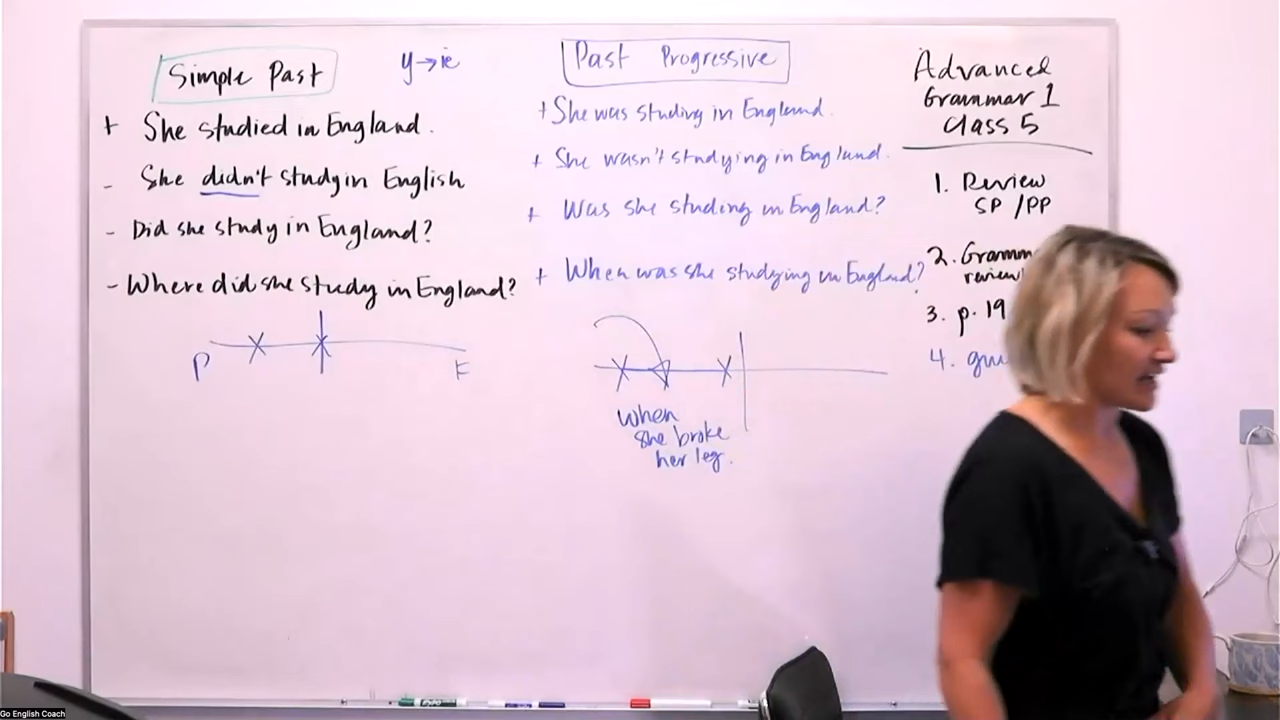 Simple Past
y→ie
+ She studied in England.
- She didn't study in English
- Did she study in England?
- Where did she study in England?
P
F
Past Progressive
+ She was studing in England.
+ She wasn't studying in England.
+ Was she studing in England?
+ When was she studying in England?
when
she broke
her leg.
Advanced
Grammar 1
Class 5
1. Review
SP /PP
2.
3. p. 19
4.
EXPO
Go English Coach